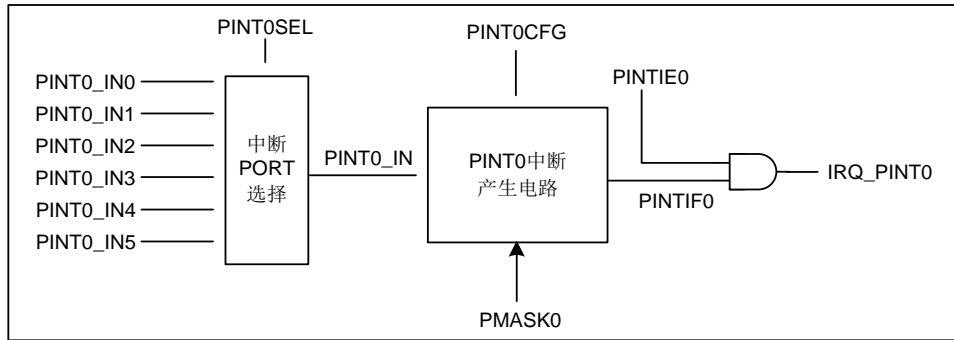 PINT0SEL
PINT0CFG
PINT0_IN0
PINT0_IN1
PINT0_IN2
PINT0_IN3
PINT0_IN4
PINT0_IN5
中断
PORT
选择
PINT0_IN
PINT0中断
产生电路
PINTIE0
PINTIF0
IRQ_PINT0
PMASK0